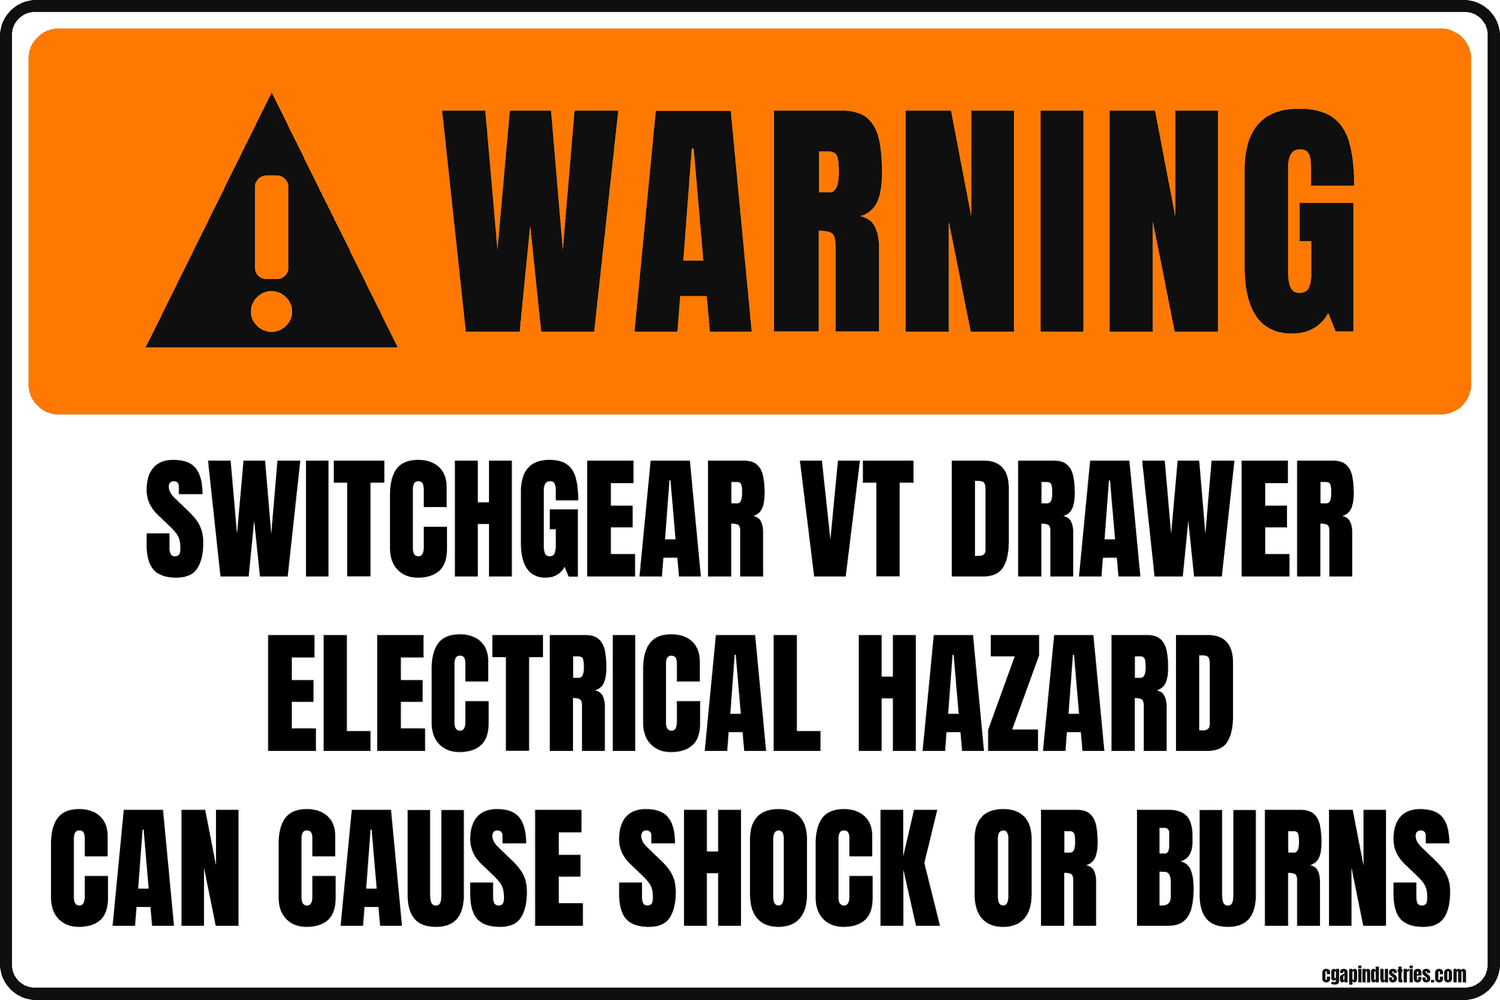 WARNING
SWITCHGEAR VT DRAWER
ELECTRICAL HAZARD
CAN CAUSE SHOCK OR BURNS
cgapindustries.com